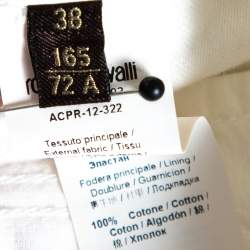 38
165
72 A
ro
valli
ACPR-12-322
Tessuto principale /
External fabric / Tissu
Эластан
Fodera principale / Lining /
Doublure / Guarnicion /
/ Подкладка
100% Cotone / Cotton /
Coton / Algodón / 棉 /
Хлопок